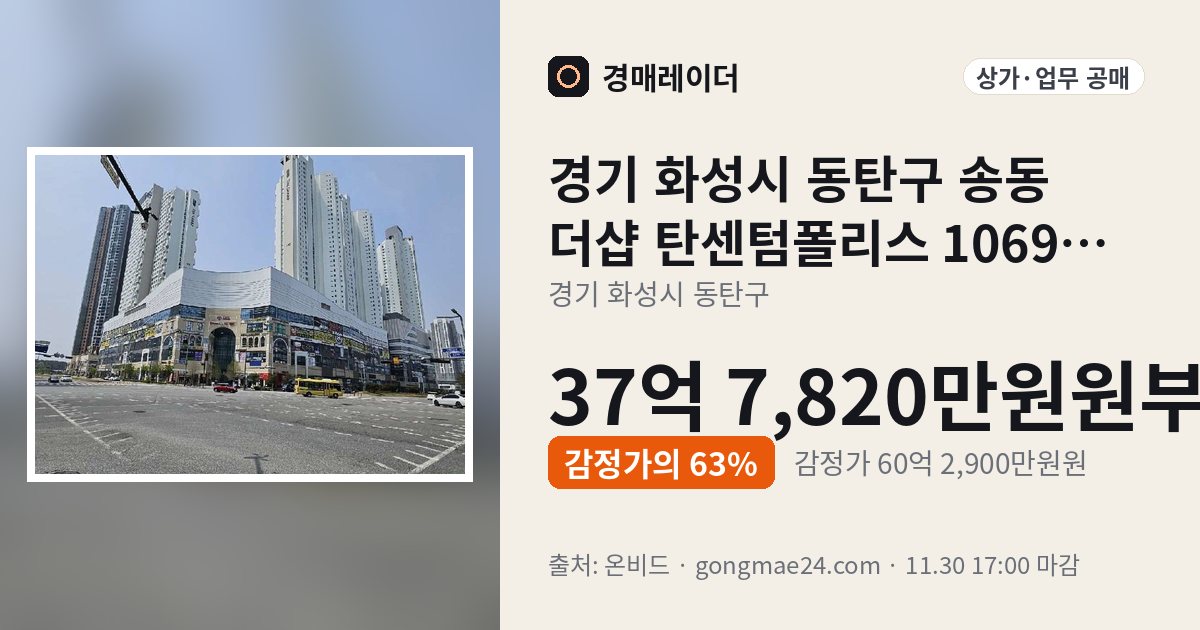 경매레이더
상가·업무 공매
경기 화성시 동탄구 송동
더샵 탄센텀폴리스 1069…
경기 화성시 동탄구
37억 7,820만원원부
감정가의 63%
감정가 60억 2,900만원원
출처: 온비드 · gongmae24.com · 11.30 17:00 마감